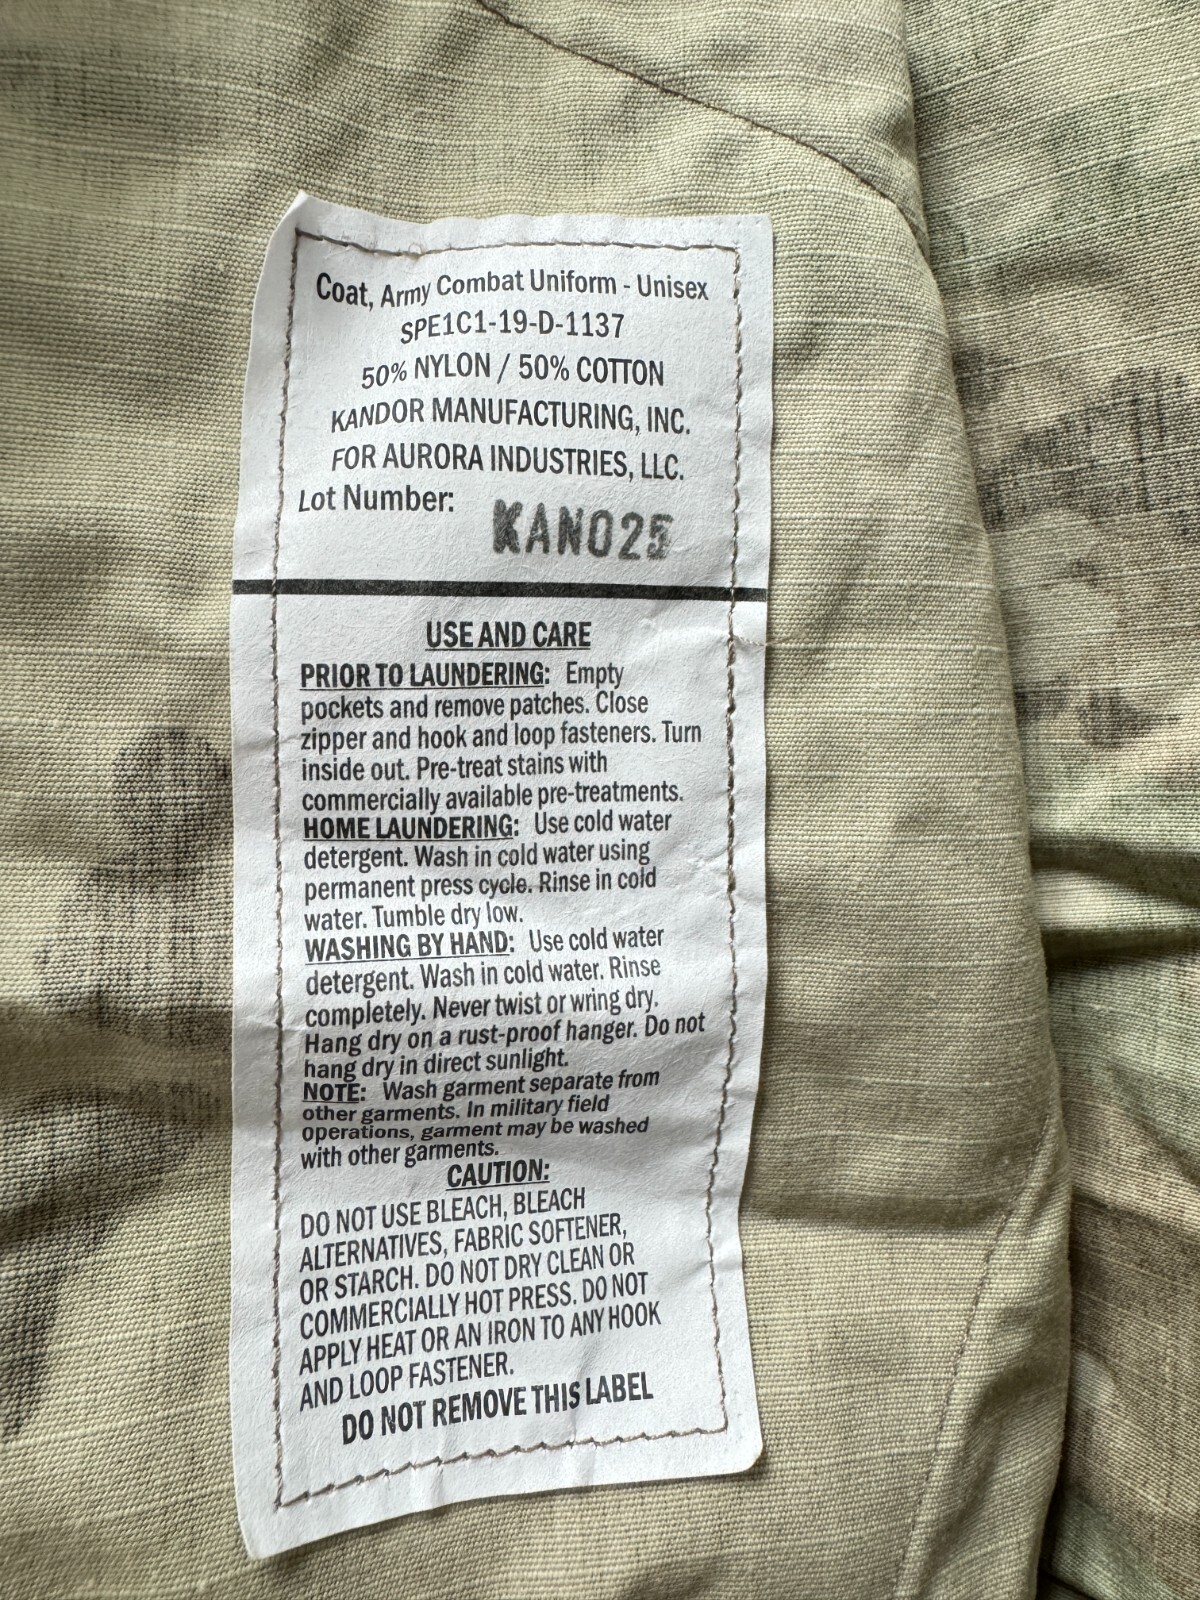 Coat, Army Combat Uniform - Unisex
SPE1C1-19-D-1137
50% NYLON / 50% COTTON
KANDOR MANUFACTURING, INC.
FOR AURORA INDUSTRIES, LLC.
Lot Number: KAN025
USE AND CARE
PRIOR TO LAUNDERING: Empty
pockets and remove patches. Close
zipper and hook and loop fasteners. Turn
inside out. Pre-treat stains with
commercially available pre-treatments.
HOME LAUNDERING: Use cold water
detergent. Wash in cold water using
permanent press cycle. Rinse in cold
water. Tumble dry low.
WASHING BY HAND: Use cold water
detergent. Wash in cold water. Rinse
completely. Never twist or wring dry.
Hang dry on a rust-proof hanger. Do not
hang dry in direct sunlight.
NOTE: Wash garment separate from
other garments. In military field
operations, garment may be washed
with other garments.
CAUTION:
DO NOT USE BLEACH, BLEACH
ALTERNATIVES, FABRIC SOFTENER,
OR STARCH. DO NOT DRY CLEAN OR
COMMERCIALLY HOT PRESS. DO NOT
APPLY HEAT OR AN IRON TO ANY HOOK
AND LOOP FASTENER.
DO NOT REMOVE THIS LABEL